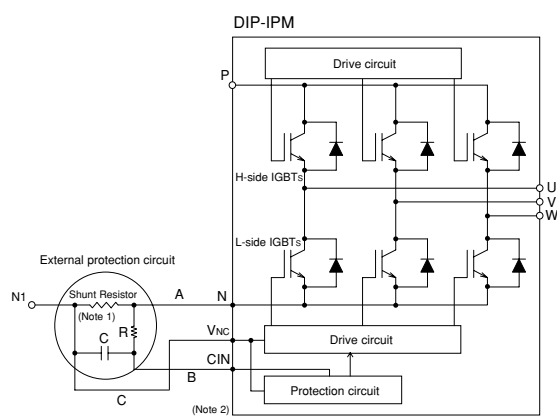 DIP-IPM
Drive circuit
P
H-side IGBTs
U
V
W
L-side IGBTs
External protection circuit
N1
Shunt Resistor
A
N
(Note 1)
R
VNC
Drive circuit
C
CIN
B
C
Protection circuit
(Note 2)